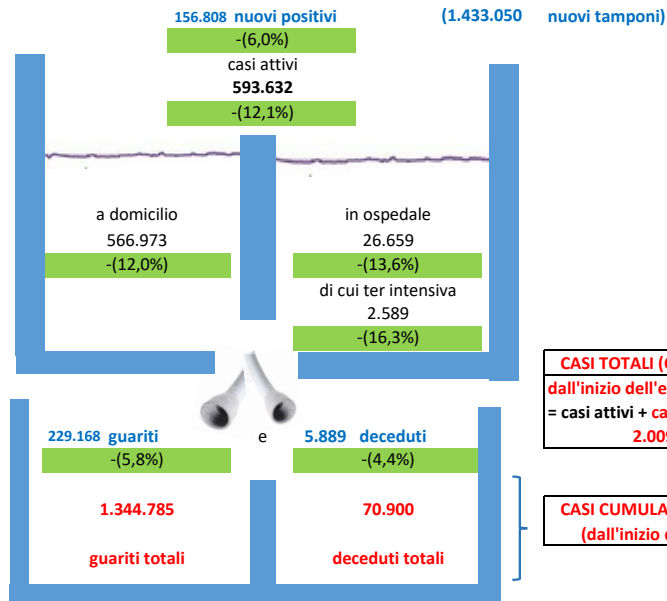 156.808 nuovi positivi (1.433.050 nuovi tamponi)
-(6,0%)
casi attivi
593.632
-(12,1%)
a domicilio
566.973
-(12,0%)
in ospedale
26.659
-(13,6%)
di cui ter intensiva
2.589
-(16,3%)
CASI TOTALI
dall'inizio
= casi attivi +
229.168 guariti e 5.889 deceduti
-(5,8%) -(4,4%)
1.344.785 70.900
guariti totali deceduti totali
CASI
(dall'inizio